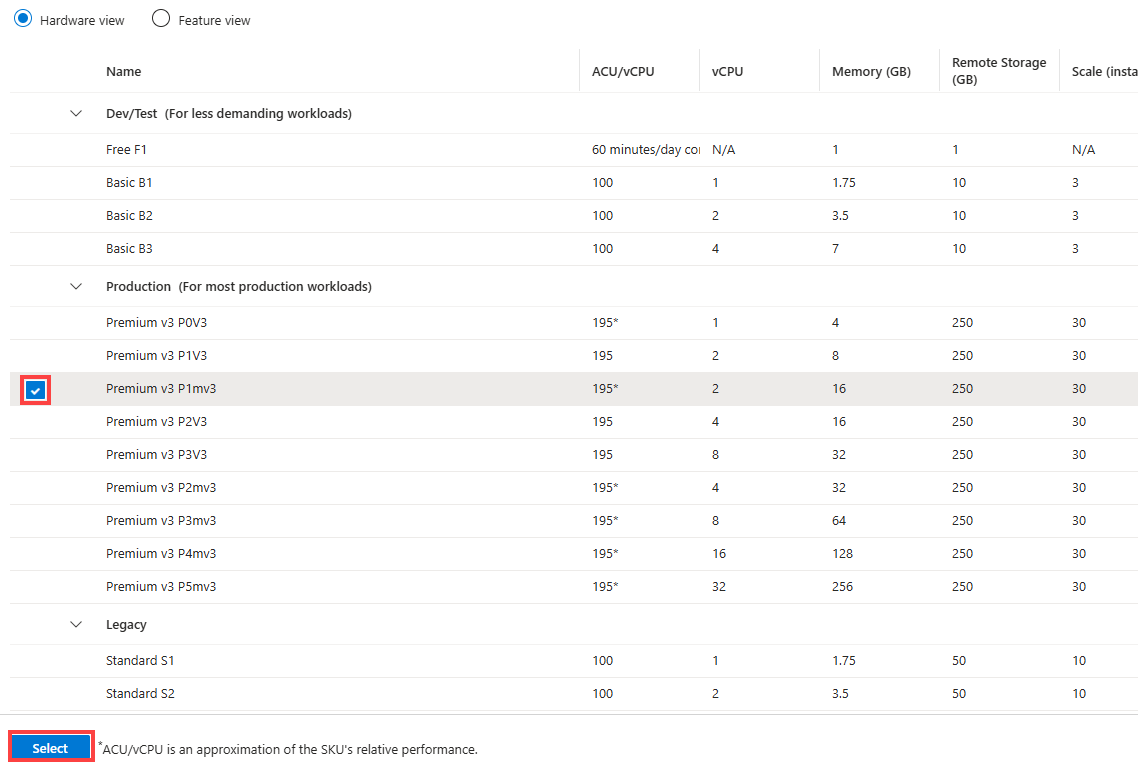 Hardware view Feature view
Name ACU/vCPU vCPU Memory (GB) Remote Storage (GB) Scale (insta
Dev/Test (For less demanding workloads)
Free F1 60 minutes/day co N/A 1 1 N/A
Basic B1 100 1 1.75 10 3
Basic B2 100 2 3.5 10 3
Basic B3 100 4 7 10 3
Production (For most production workloads)
Premium v3 P0V3 195* 1 4 250 30
Premium v3 P1V3 195 2 8 250 30
Premium v3 P1mv3 195* 2 16 250 30
Premium v3 P2V3 195 4 16 250 30
Premium v3 P3V3 195 8 32 250 30
Premium v3 P2mv3 195* 4 32 250 30
Premium v3 P3mv3 195* 8 64 250 30
Premium v3 P4mv3 195* 16 128 250 30
Premium v3 P5mv3 195* 32 256 250 30
Legacy
Standard S1 100 1 1.75 50 10
Standard S2 100 2 3.5 50 10
Select *ACU/vCPU is an approximation of the SKU's relative performance.